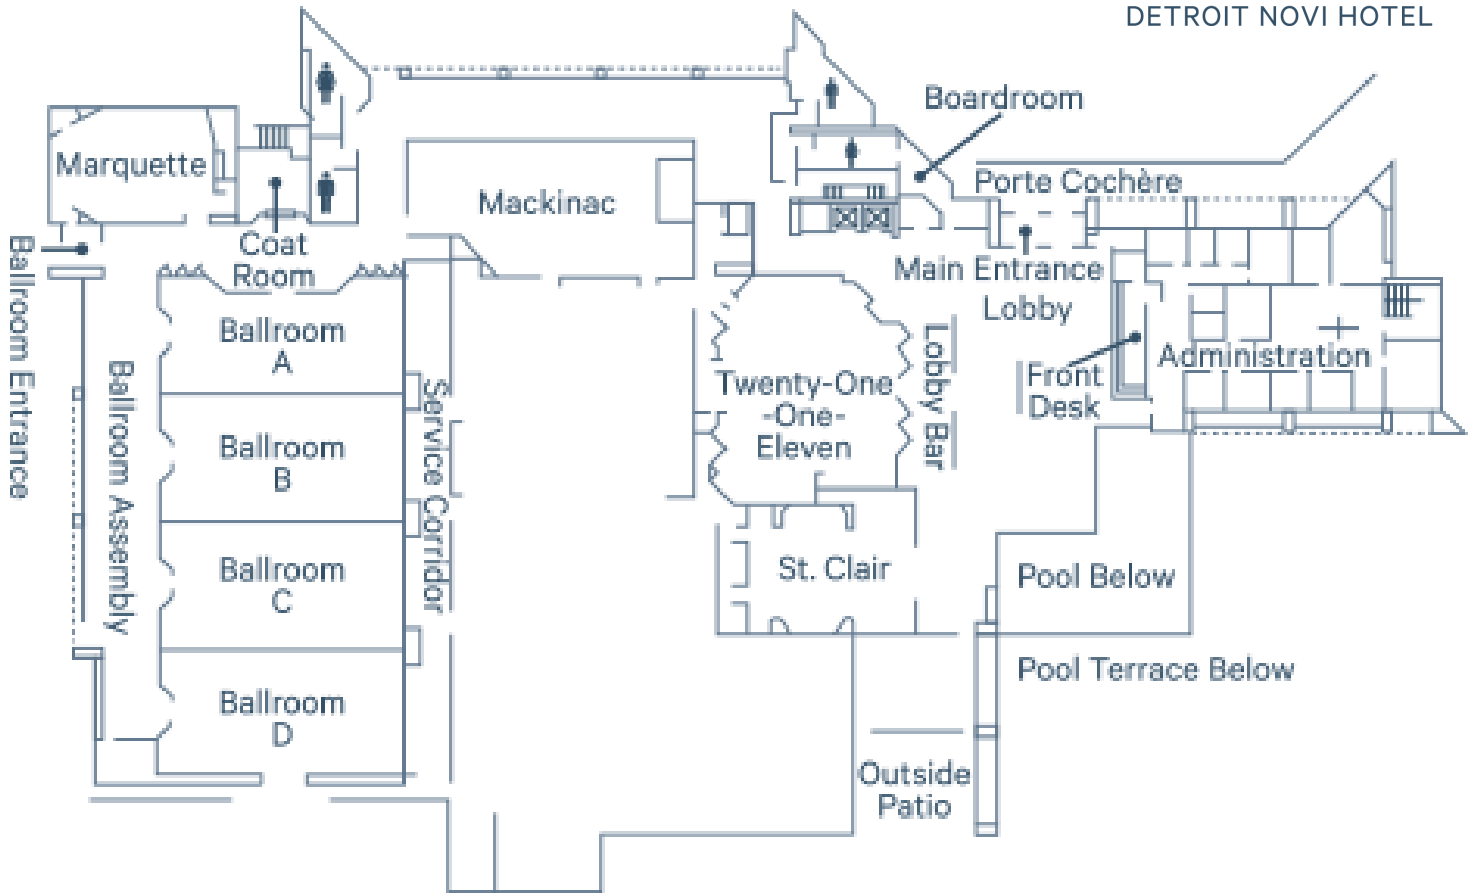 DETROIT NOVI HOTEL
Boardroom
Marquette
Porte Cochère
Mackinac
Coat
Room
Ballroom Entrance
Main Entrance
Lobby
Ballroom
A
Lobby Bar
Front
Desk
Administration
Ballroom Assembly
Service Corridor
Twenty-One
-One-
Eleven
Ballroom
B
Ballroom
C
St. Clair
Pool Below
Pool Terrace Below
Ballroom
D
Outside
Patio